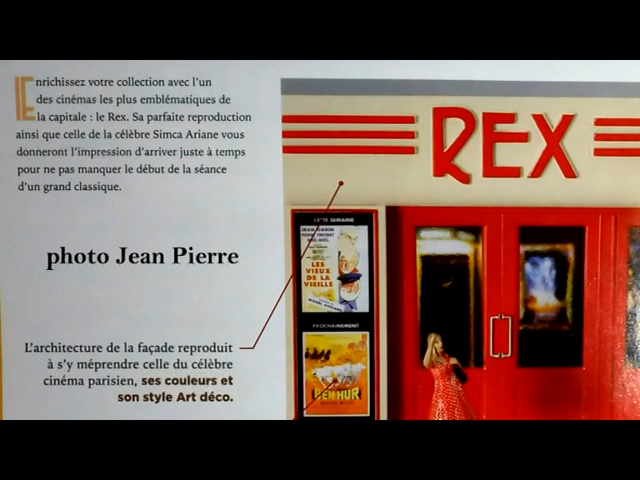 Enrichissez votre collection avec l'un
des cinémas les plus emblématiques de
la capitale : le Rex. Sa parfaite reproduction
ainsi que celle de la célèbre Simca Ariane vous
donneront l'impression d'arriver juste à temps
pour ne pas manquer le début de la séance
d'un grand classique.
photo Jean Pierre
L'architecture de la façade reproduit
à s'y méprendre celle du célèbre
cinéma parisien, ses couleurs et
son style Art déco.
REX
CETTE SEMAINE
JEAN GABIN
PIERRE FRESNAY
NOËL-NOËL
LES
VIEUX
DE LA
VIEILLE
PROCHAINEMENT
BEN HUR